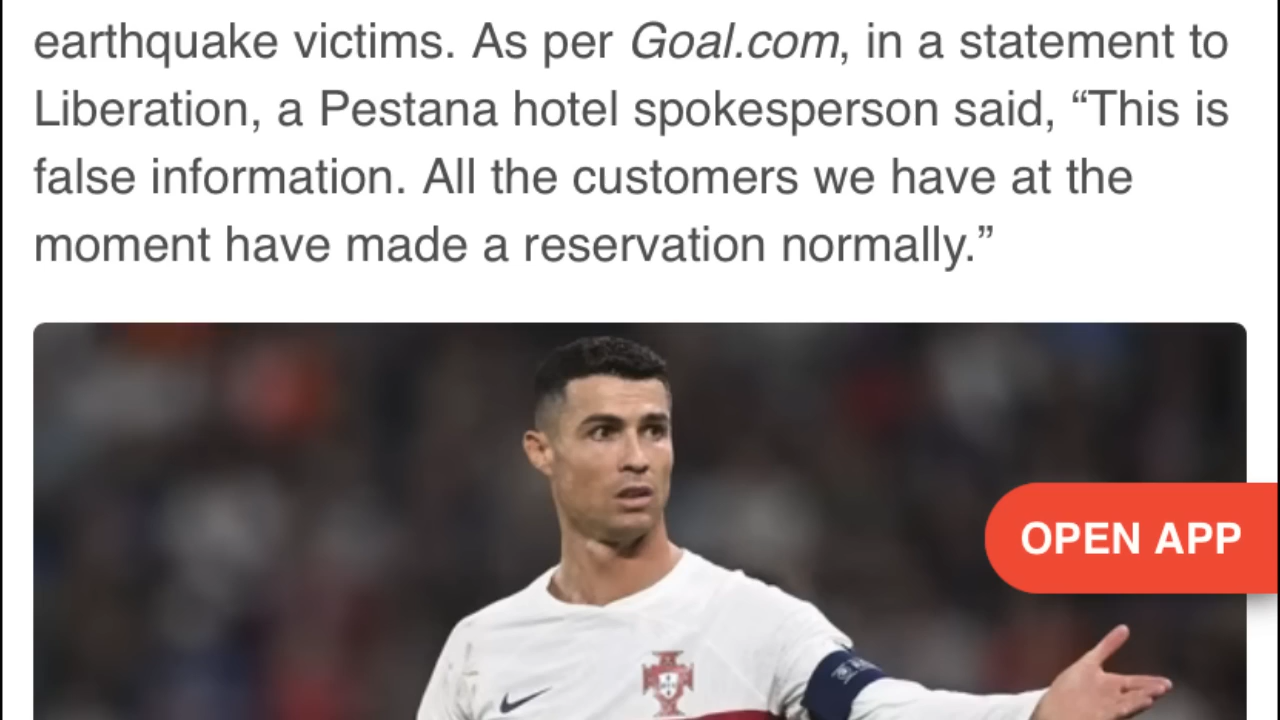 earthquake victims. As per Goal.com, in a statement to
Liberation, a Pestana hotel spokesperson said, “This is
false information. All the customers we have at the
moment have made a reservation normally.”
OPEN APP